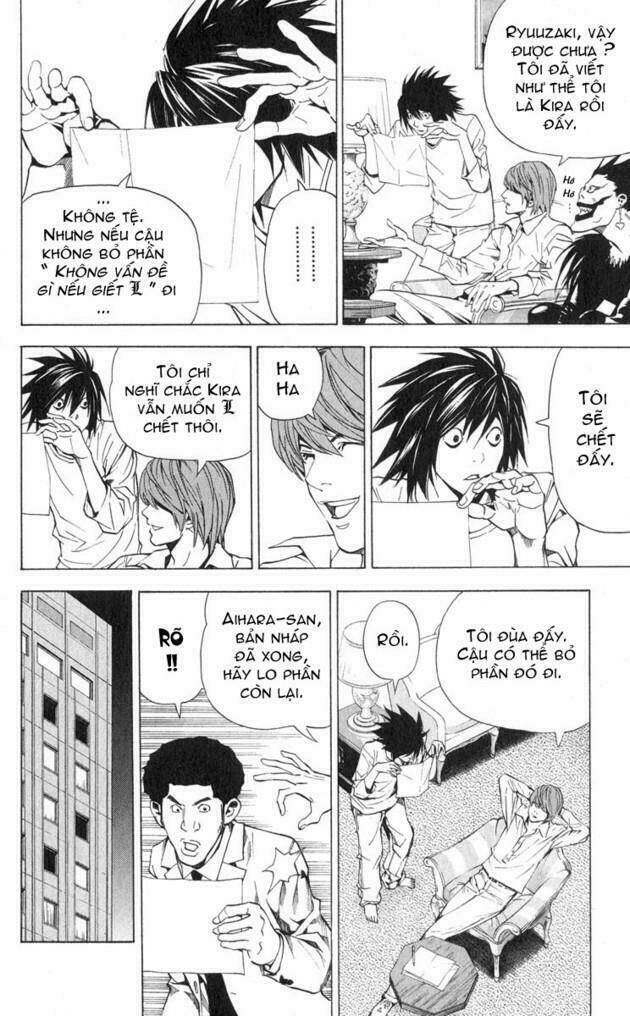 Ryuuzaki, vậy
được chưa ?
Tôi đã viết
như thể tôi
là Kira rồi
đấy.
Hé
Hé
.........
...
Không tệ.
Nhưng nếu cậu
không bỏ phần
“ Không vấn đề
gì nếu giết L ” đi
...
Tôi
sẽ
chết
đấy.
Ha
Ha
Tôi chỉ
nghĩ chắc Kira
vẫn muốn L
chết thôi.
Tôi đùa đấy.
Cậu có thể bỏ
phần đó đi.
Rồi.
Aihara-san,
bản nháp
đã xong,
hãy lo phần
còn lại.
Rõ
!!